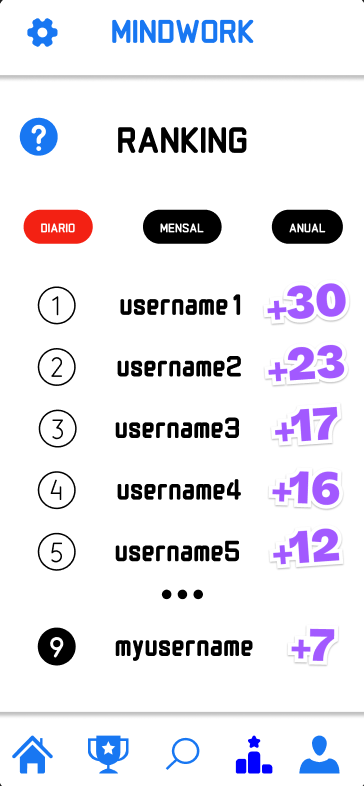 MINDWORK
? RANKING
DIARIO MENSAL ANUAL
1 username1 +30
2 username2 +23
3 username3 +17
4 username4 +16
5 username5 +12
•••
9 myusername +7